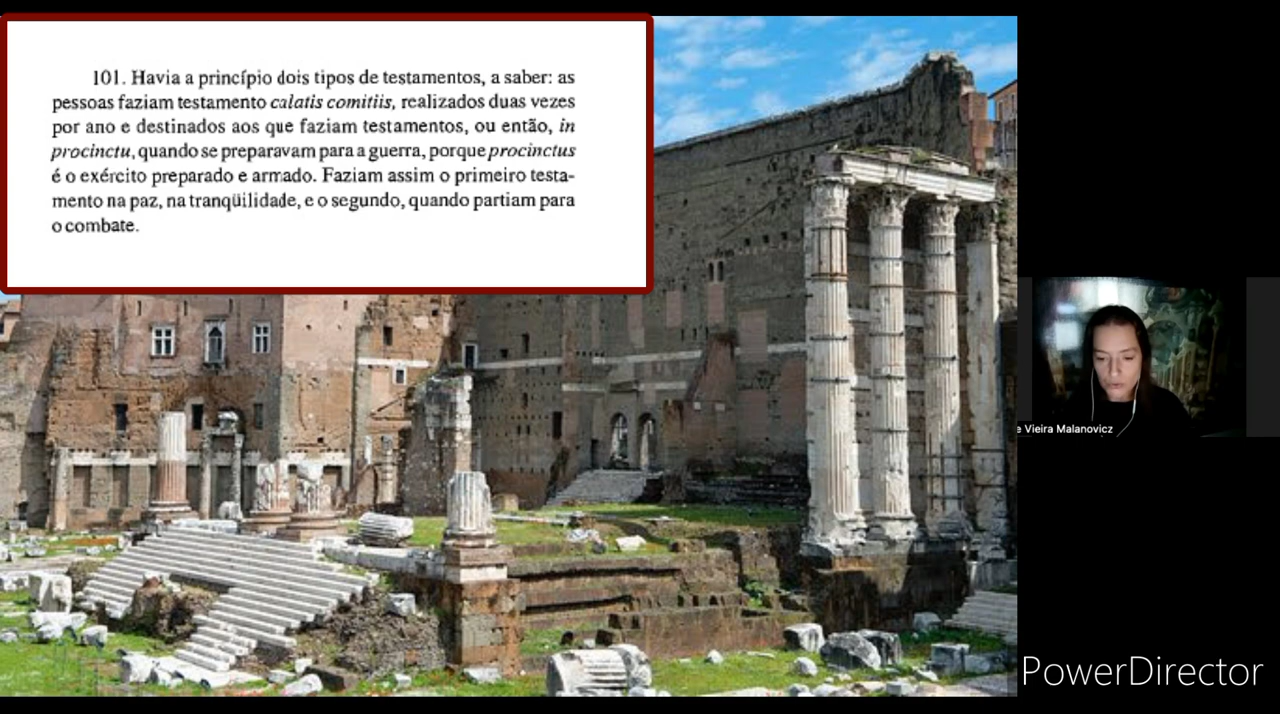 101. Havia a princípio dois tipos de testamentos, a saber: as
pessoas faziam testamento calatis comitiis, realizados duas vezes
por ano e destinados aos que faziam testamentos, ou então, in
procinctu, quando se preparavam para a guerra, porque procinctus
é o exército preparado e armado. Faziam assim o primeiro testa-
mento na paz, na tranqüilidade, e o segundo, quando partiam para
o combate.
e Vieira Malanovicz
PowerDirector